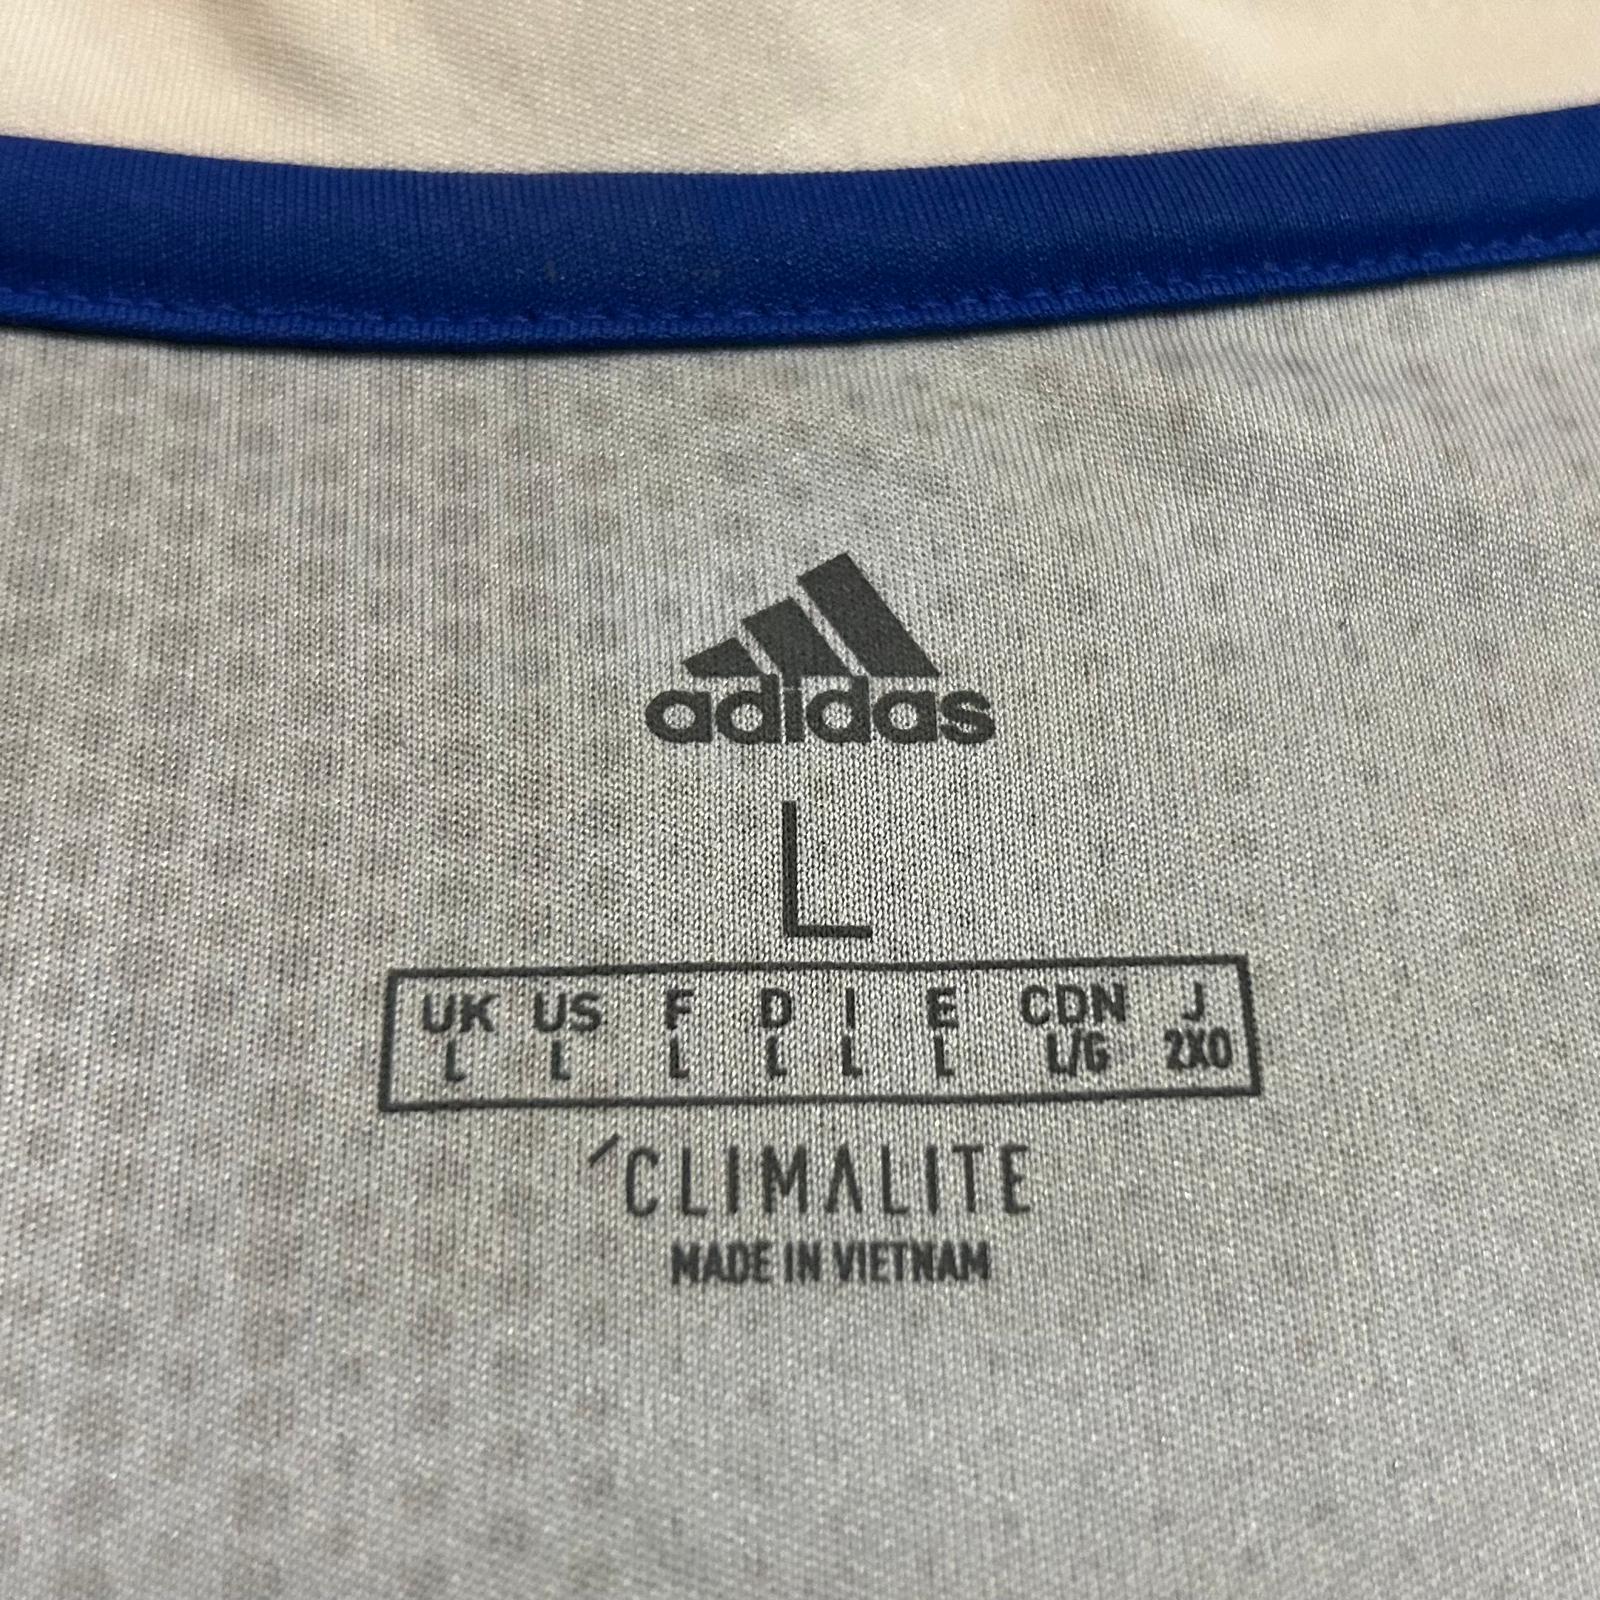 adidas
L
UK US F D I E CDN J
L L L L L L L/G 2XO
´CLIMALITE
MADE IN VIETNAM